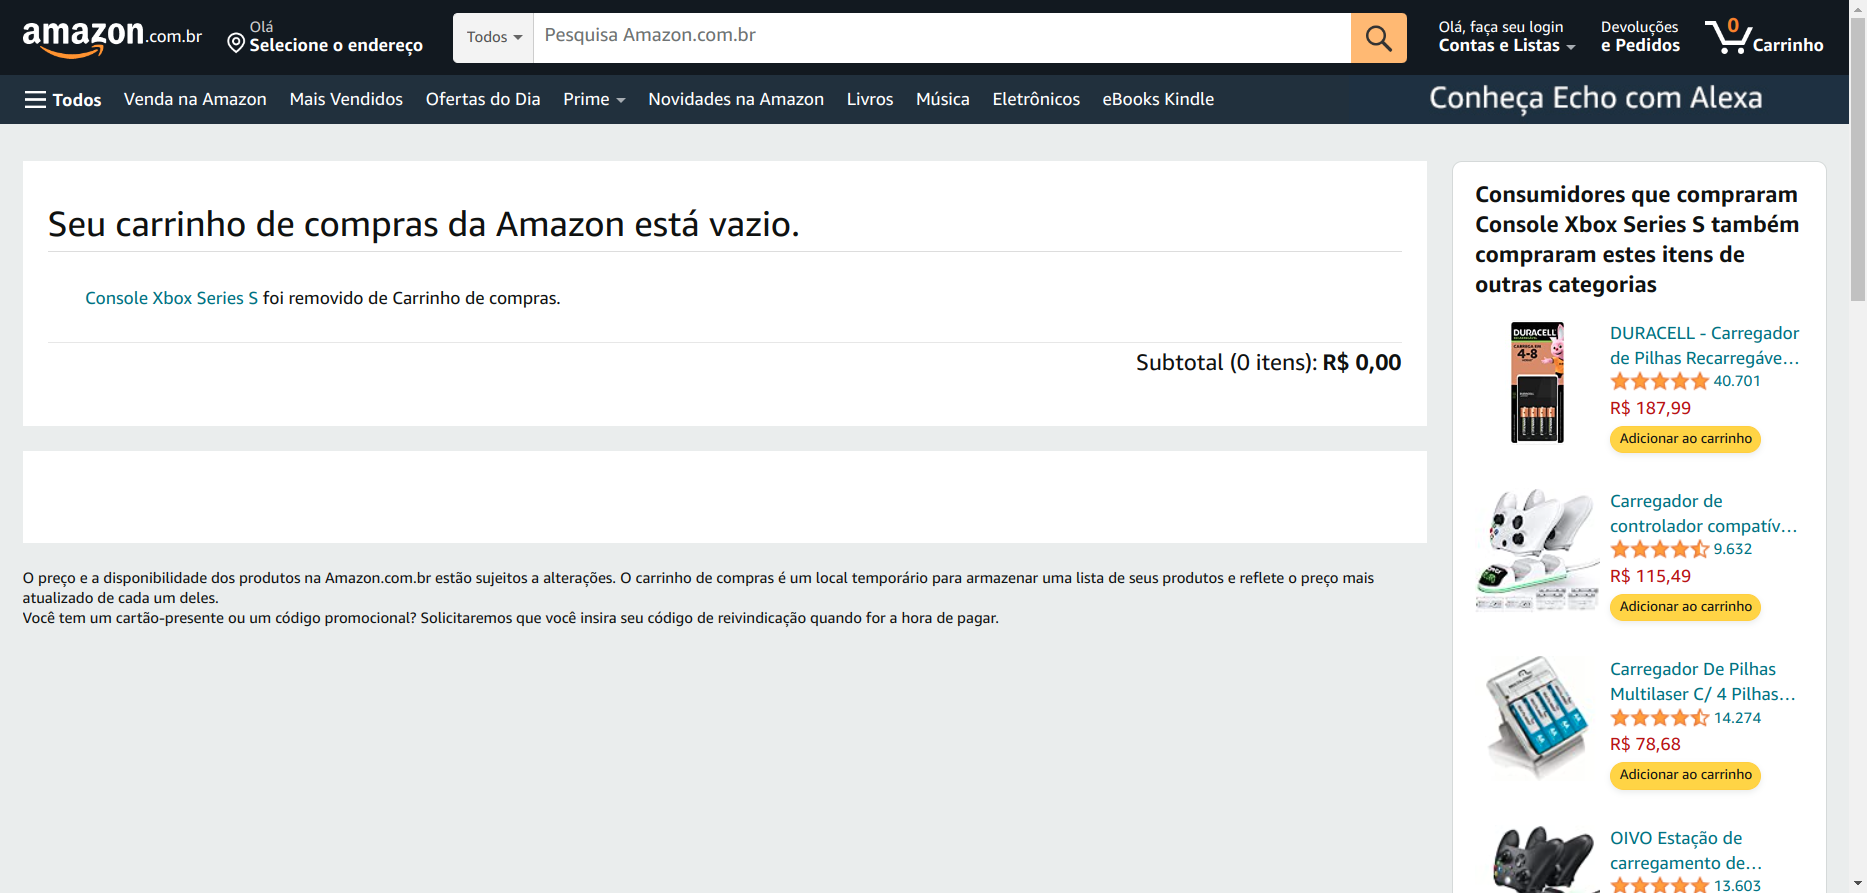 amazon.com.br
Olá
Selecione o endereço
Todos
Pesquisa Amazon.com.br
Olá, faça seu login
Contas e Listas
Devoluções
e Pedidos
0
Carrinho
Todos
Venda na Amazon
Mais Vendidos
Ofertas do Dia
Prime
Novidades na Amazon
Livros
Música
Eletrônicos
eBooks Kindle
Conheça Echo com Alexa
Seu carrinho de compras da Amazon está vazio.
Console Xbox Series S foi removido de Carrinho de compras.
Subtotal (0 itens): R$ 0,00
O preço e a disponibilidade dos produtos na Amazon.com.br estão sujeitos a alterações. O carrinho de compras é um local temporário para armazenar uma lista de seus produtos e reflete o preço mais
atualizado de cada um deles.
Você tem um cartão-presente ou um código promocional? Solicitaremos que você insira seu código de reivindicação quando for a hora de pagar.
Consumidores que compraram
Console Xbox Series S também
compraram estes itens de
outras categorias
DURACELL
4-8
DURACELL - Carregador
de Pilhas Recarregáve...
40.701
R$ 187,99
Adicionar ao carrinho
Carregador de
controlador compatív...
9.632
R$ 115,49
Adicionar ao carrinho
Carregador De Pilhas
Multilaser C/ 4 Pilhas...
14.274
R$ 78,68
Adicionar ao carrinho
OIVO Estação de
carregamento de...
13.603